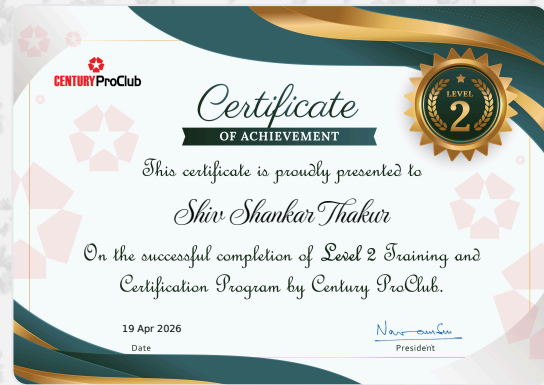 CENTURY ProClub
LEVEL
2
Certificate
OF ACHIEVEMENT
This certificate is proudly presented to
Shiv Shankar Thakur
On the successful completion of Level 2 Training and
Certification Program by Century ProClub.
19 Apr 2026
Date
President